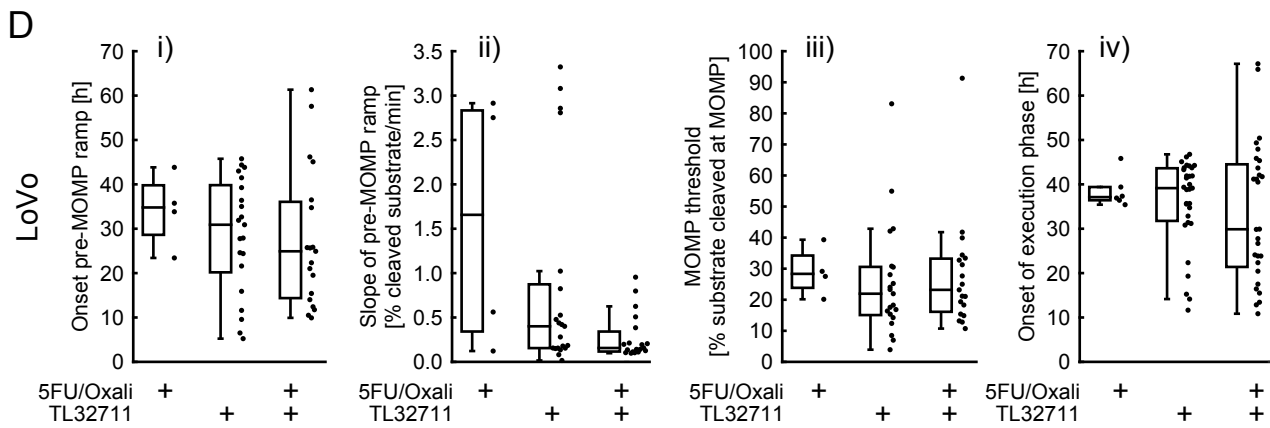 D
LoVo
i)
Onset pre-MOMP ramp [h]
70
60
50
40
30
20
10
0
ii)
Slope of pre-MOMP ramp
[% cleaved substrate/min]
3.5
3.0
2.5
2.0
1.5
1.0
0.5
0.0
iii)
MOMP threshold
[% substrate cleaved at MOMP]
100
90
80
70
60
50
40
30
20
10
0
iv)
Onset of execution phase [h]
70
60
50
40
30
20
10
0
5FU/Oxali + +
TL32711 + +
5FU/Oxali + +
TL32711 + +
5FU/Oxali + +
TL32711 + +
5FU/Oxali + +
TL32711 + +